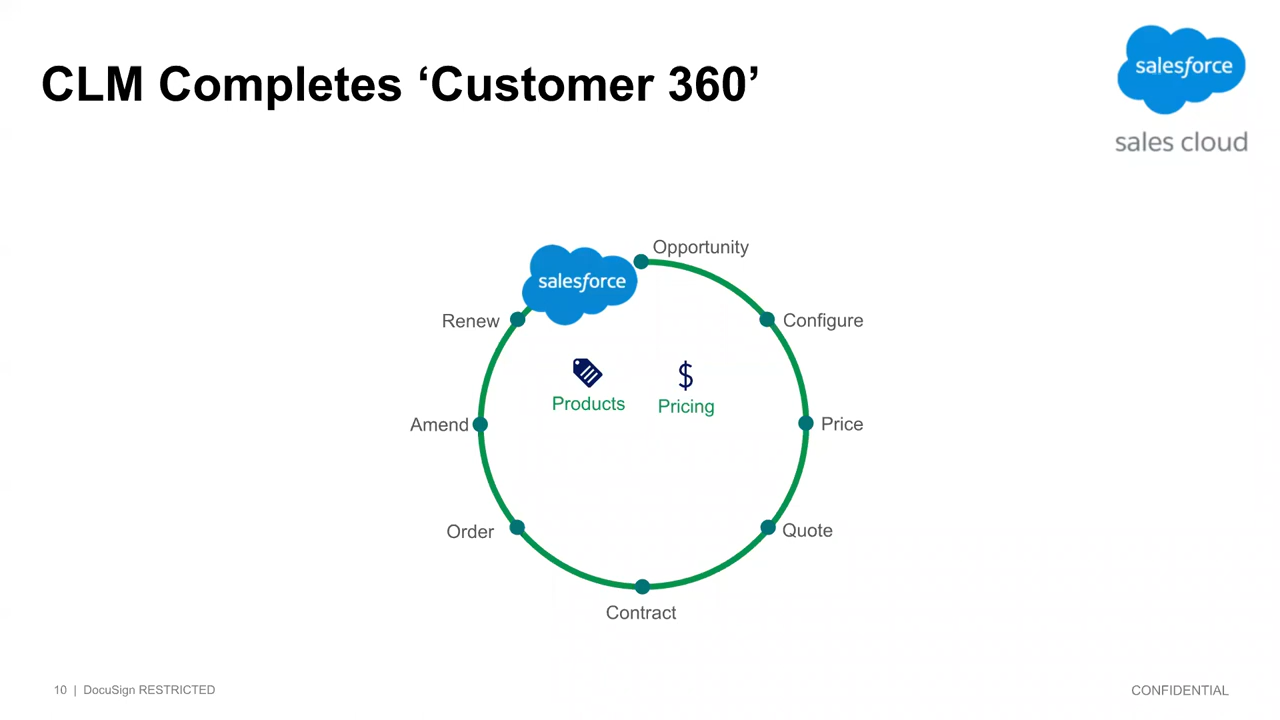 CLM Completes ‘Customer 360’
salesforce
sales cloud
salesforce
Opportunity
Renew
Configure
Products
Pricing
Amend
Price
Order
Quote
Contract
10 | DocuSign RESTRICTED
CONFIDENTIAL